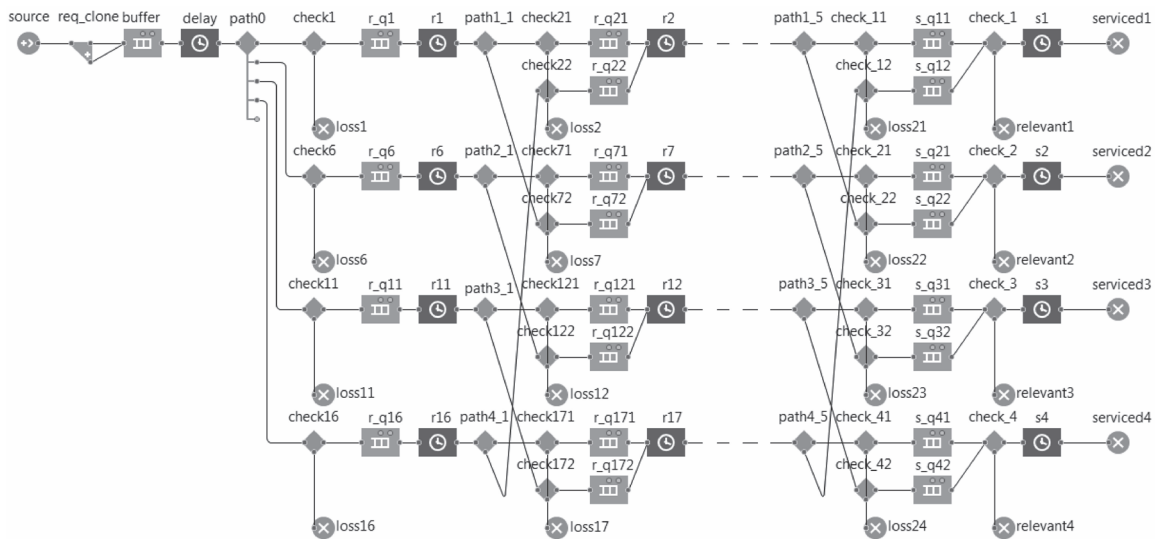 source req_clone buffer delay path0 check1 r_q1 r1 path1_1 check21 r_q21 r2 path1_5 check_11 s_q11 check_1 s1 serviced1
check22 r_q22 check_12 s_q12
loss1 loss2 loss21 relevant1
check6 r_q6 r6 path2_1 check71 r_q71 r7 path2_5 check_21 s_q21 check_2 s2 serviced2
check72 r_q72 check_22 s_q22
loss6 loss7 loss22 relevant2
check11 r_q11 r11 path3_1 check121 r_q121 r12 path3_5 check_31 s_q31 check_3 s3 serviced3
check122 r_q122 check_32 s_q32
loss11 loss12 loss23 relevant3
check16 r_q16 r16 path4_1 check171 r_q171 r17 path4_5 check_41 s_q41 check_4 s4 serviced4
check172 r_q172 check_42 s_q42
loss16 loss17 loss24 relevant4